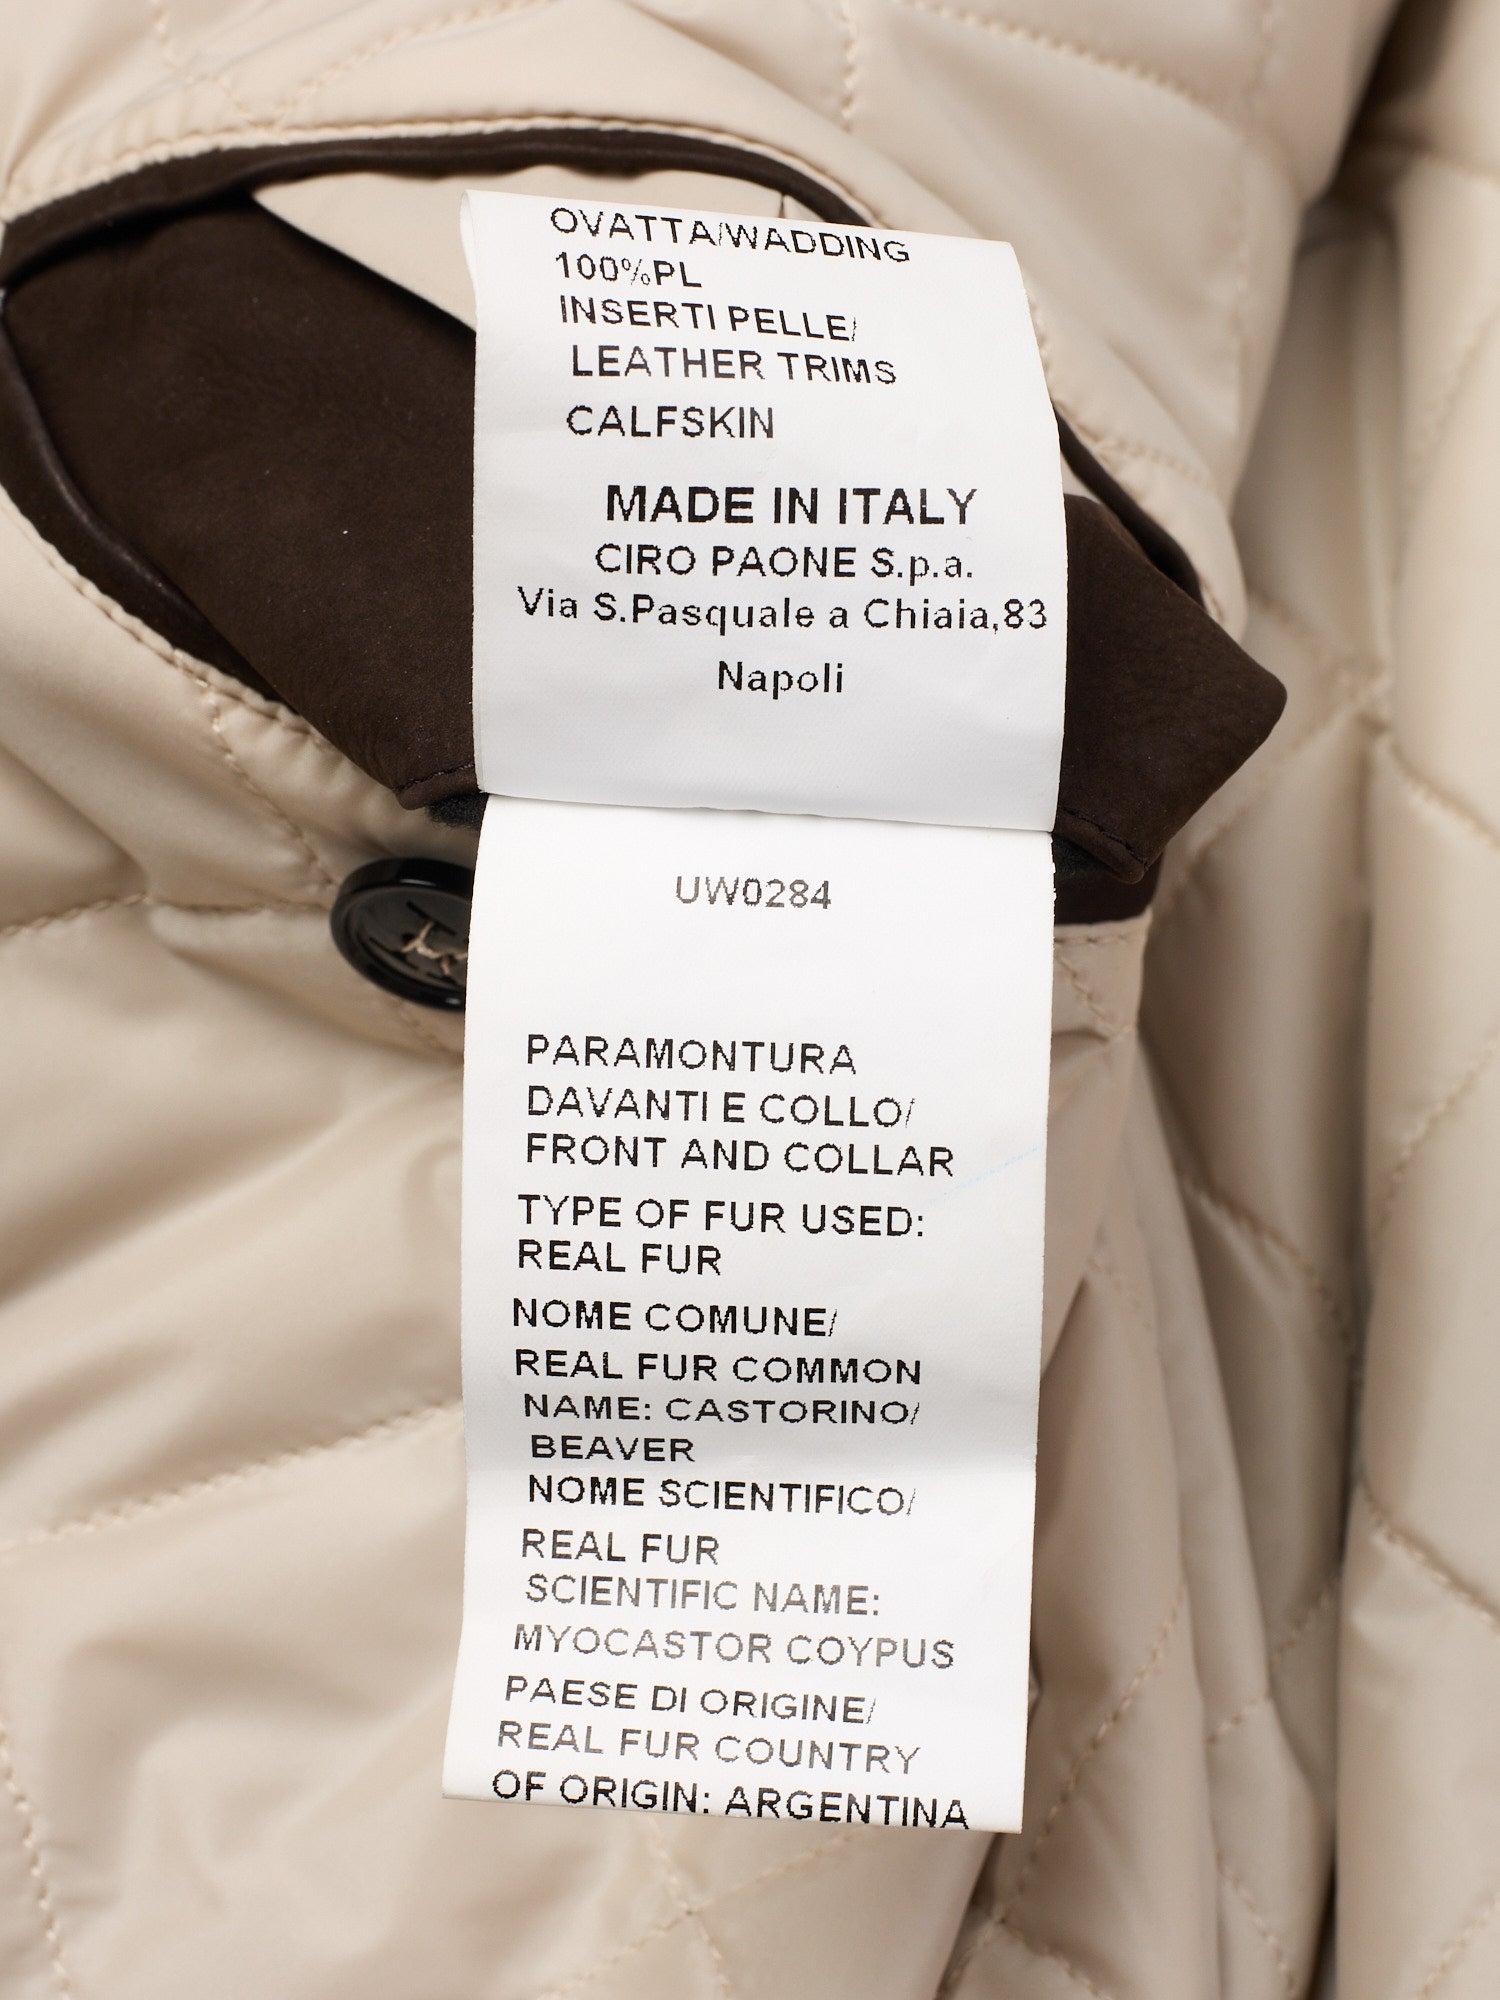 OVATTA/WADDING
100%PL
INSERTI PELLE/
LEATHER TRIMS
CALFSKIN
MADE IN ITALY
CIRO PAONE S.p.a.
Via S.Pasquale a Chiaia,83
Napoli
UW0284
PARAMONTURA
DAVANTI E COLLO/
FRONT AND COLLAR
TYPE OF FUR USED:
REAL FUR
NOME COMUNE/
REAL FUR COMMON
NAME: CASTORINO/
BEAVER
NOME SCIENTIFICO/
REAL FUR
SCIENTIFIC NAME:
MYOCASTOR COYPUS
PAESE DI ORIGINE/
REAL FUR COUNTRY
OF ORIGIN: ARGENTINA